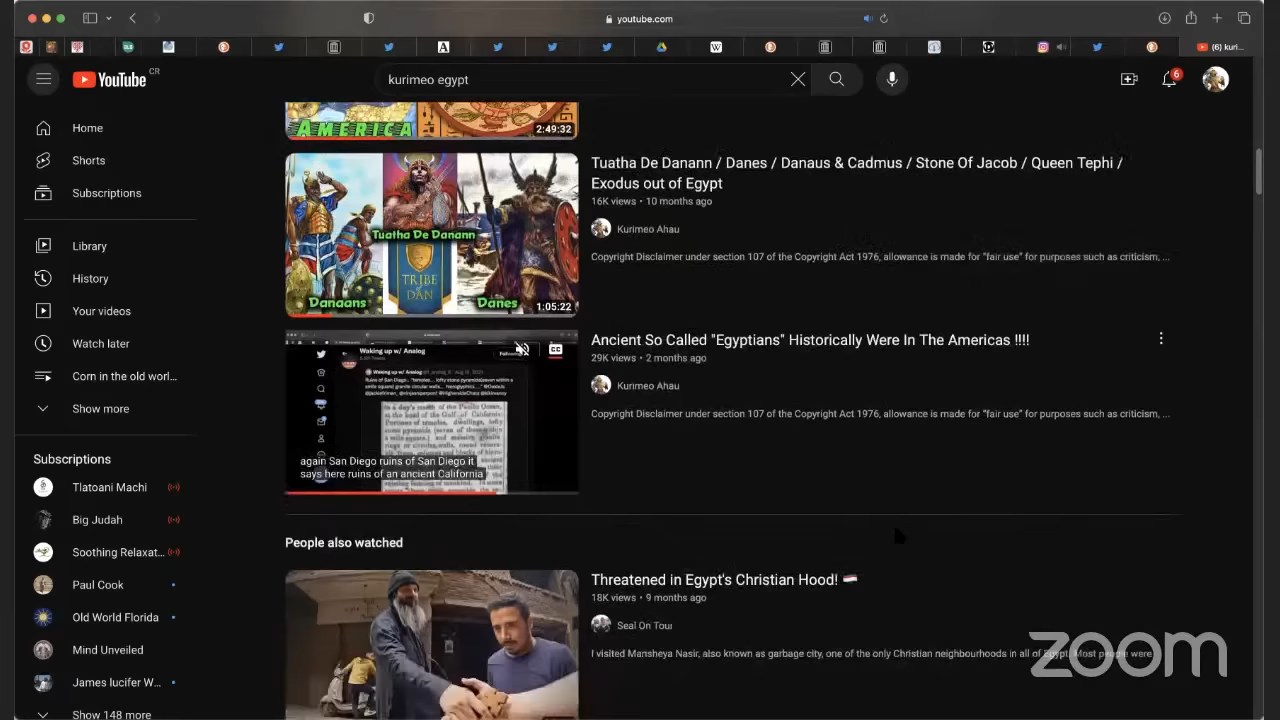 youtube.com
(6) kuri...
YouTube CR
kurimeo egypt
6
Home
Shorts
Subscriptions
Library
History
Your videos
Watch later
Corn in the old worl...
Show more
Subscriptions
Tlatoani Machi
Big Judah
Soothing Relaxat...
Paul Cook
Old World Florida
Mind Unveiled
James lucifer W...
Show 148 more
AMERICA
2:49:32
Tuatha De Danann
TRIBE
of
DAN
Danaans
Danes
1:05:22
Tuatha De Danann / Danes / Danaus & Cadmus / Stone Of Jacob / Queen Tephi /
Exodus out of Egypt
16K views • 10 months ago
Kurimeo Ahau
Copyright Disclaimer under section 107 of the Copyright Act 1976, allowance is made for "fair use" for purposes such as criticism, ...
Waking up w/ Analog
CC
again San Diego ruins of San Diego it
says here ruins of an ancient California
Ancient So Called "Egyptians" Historically Were In The Americas !!!!
29K views • 2 months ago
Kurimeo Ahau
Copyright Disclaimer under section 107 of the Copyright Act 1976, allowance is made for "fair use" for purposes such as criticism, ...
People also watched
Threatened in Egypt's Christian Hood!
18K views • 9 months ago
Seal On Tour
I visited Mansheya Nasir, also known as garbage city, one of the only Christian neighbourhoods in all of Egypt. Most people were
zoom